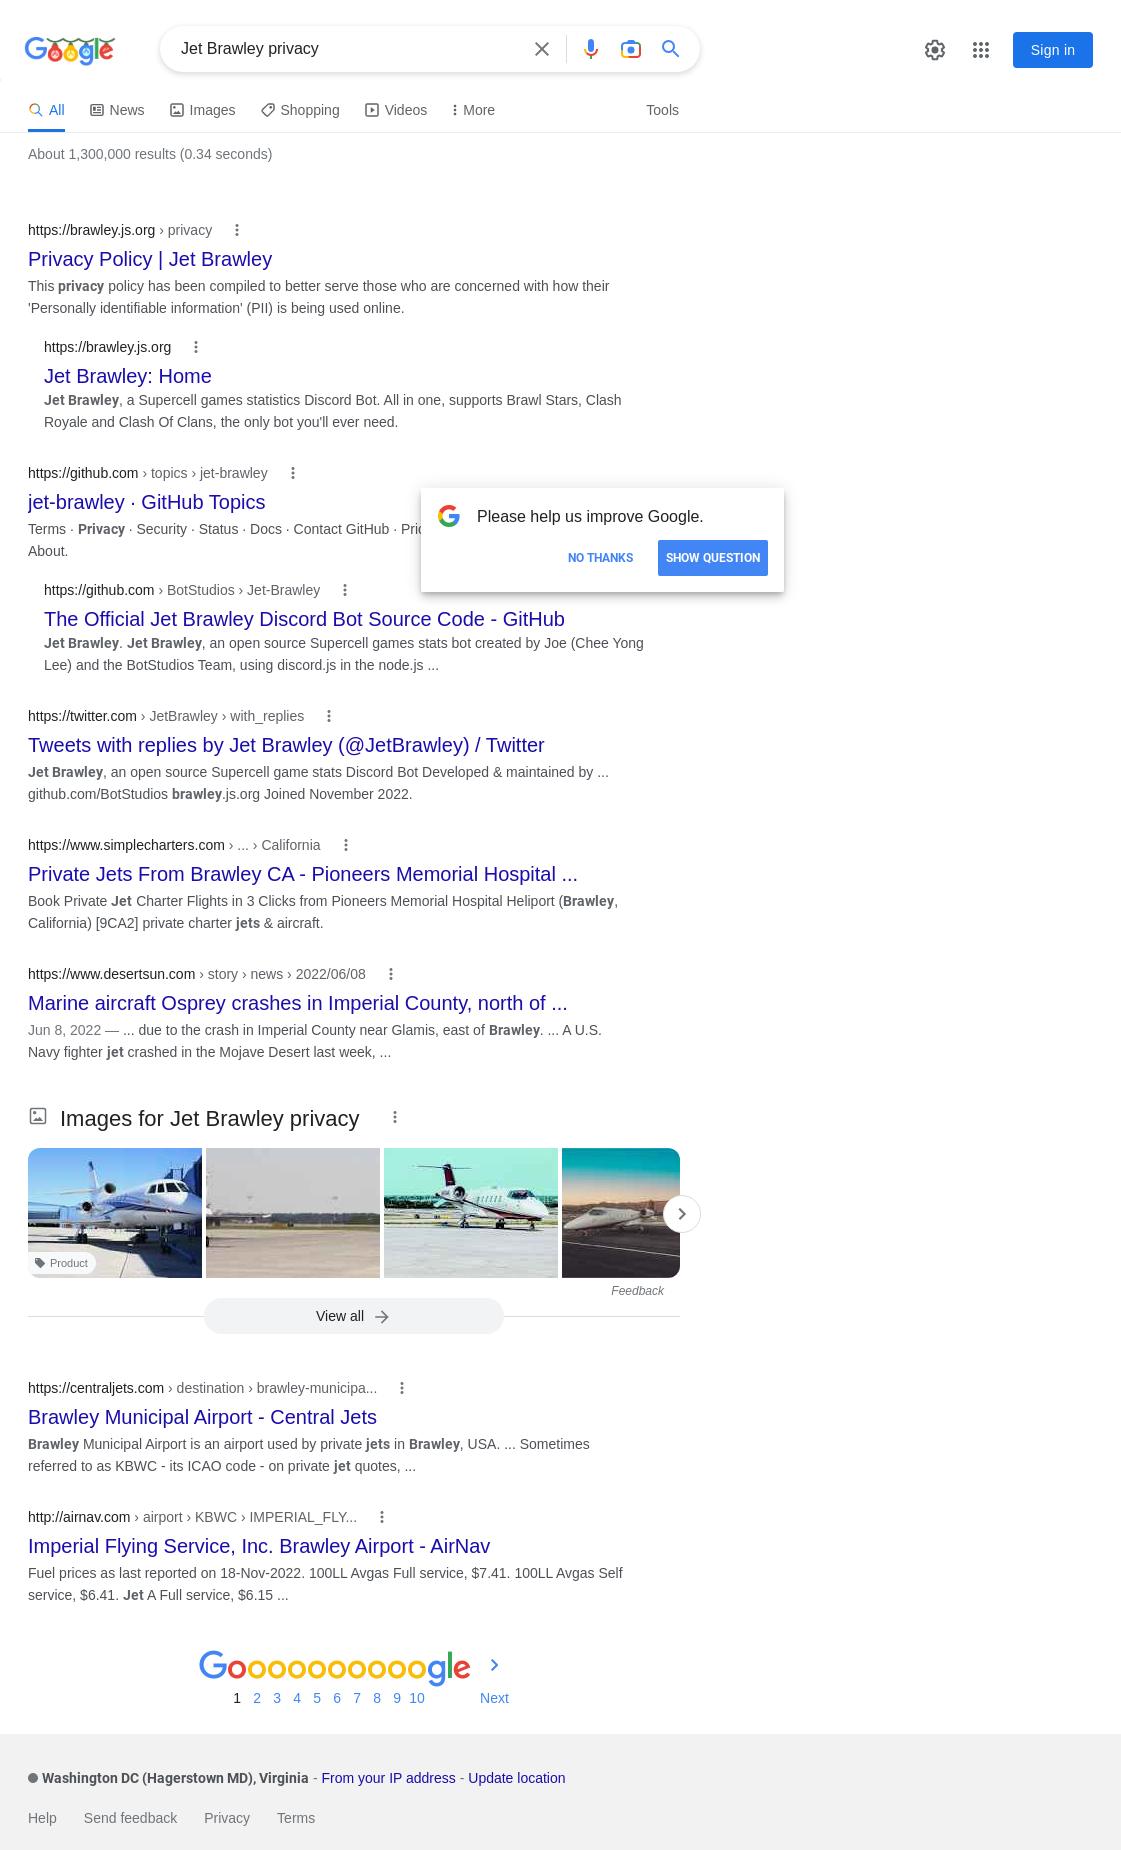 Google
Jet Brawley privacy
Sign in
All
News
Images
Shopping
Videos
More
Tools
About 1,300,000 results (0.34 seconds)
https://brawley.js.org › privacy
Privacy Policy | Jet Brawley
This privacy policy has been compiled to better serve those who are concerned with how their
'Personally identifiable information' (PII) is being used online.
https://brawley.js.org
Jet Brawley: Home
Jet Brawley, a Supercell games statistics Discord Bot. All in one, supports Brawl Stars, Clash
Royale and Clash Of Clans, the only bot you'll ever need.
https://github.com › topics › jet-brawley
jet-brawley · GitHub Topics
Terms · Privacy · Security · Status · Docs · Contact GitHub ·
About.
Please help us improve Google.
NO THANKS
SHOW QUESTION
https://github.com › BotStudios › Jet-Brawley
The Official Jet Brawley Discord Bot Source Code - GitHub
Jet Brawley. Jet Brawley, an open source Supercell games stats bot created by Joe (Chee Yong
Lee) and the BotStudios Team, using discord.js in the node.js ...
https://twitter.com › JetBrawley › with_replies
Tweets with replies by Jet Brawley (@JetBrawley) / Twitter
Jet Brawley, an open source Supercell game stats Discord Bot Developed & maintained by ...
github.com/BotStudios brawley.js.org Joined November 2022.
https://www.simplecharters.com › ... › California
Private Jets From Brawley CA - Pioneers Memorial Hospital ...
Book Private Jet Charter Flights in 3 Clicks from Pioneers Memorial Hospital Heliport (Brawley,
California) [9CA2] private charter jets & aircraft.
https://www.desertsun.com › story › news › 2022/06/08
Marine aircraft Osprey crashes in Imperial County, north of ...
Jun 8, 2022 — ... due to the crash in Imperial County near Glamis, east of Brawley. ... A U.S.
Navy fighter jet crashed in the Mojave Desert last week, ...
Images for Jet Brawley privacy
Product
Feedback
View all
https://centraljets.com › destination › brawley-municipa...
Brawley Municipal Airport - Central Jets
Brawley Municipal Airport is an airport used by private jets in Brawley, USA. ... Sometimes
referred to as KBWC - its ICAO code - on private jet quotes, ...
http://airnav.com › airport › KBWC › IMPERIAL_FLY...
Imperial Flying Service, Inc. Brawley Airport - AirNav
Fuel prices as last reported on 18-Nov-2022. 100LL Avgas Full service, $7.41. 100LL Avgas Self
service, $6.41. Jet A Full service, $6.15 ...
Goooooooooogle
1 2 3 4 5 6 7 8 9 10 Next
Washington DC (Hagerstown MD), Virginia - From your IP address - Update location
Help
Send feedback
Privacy
Terms